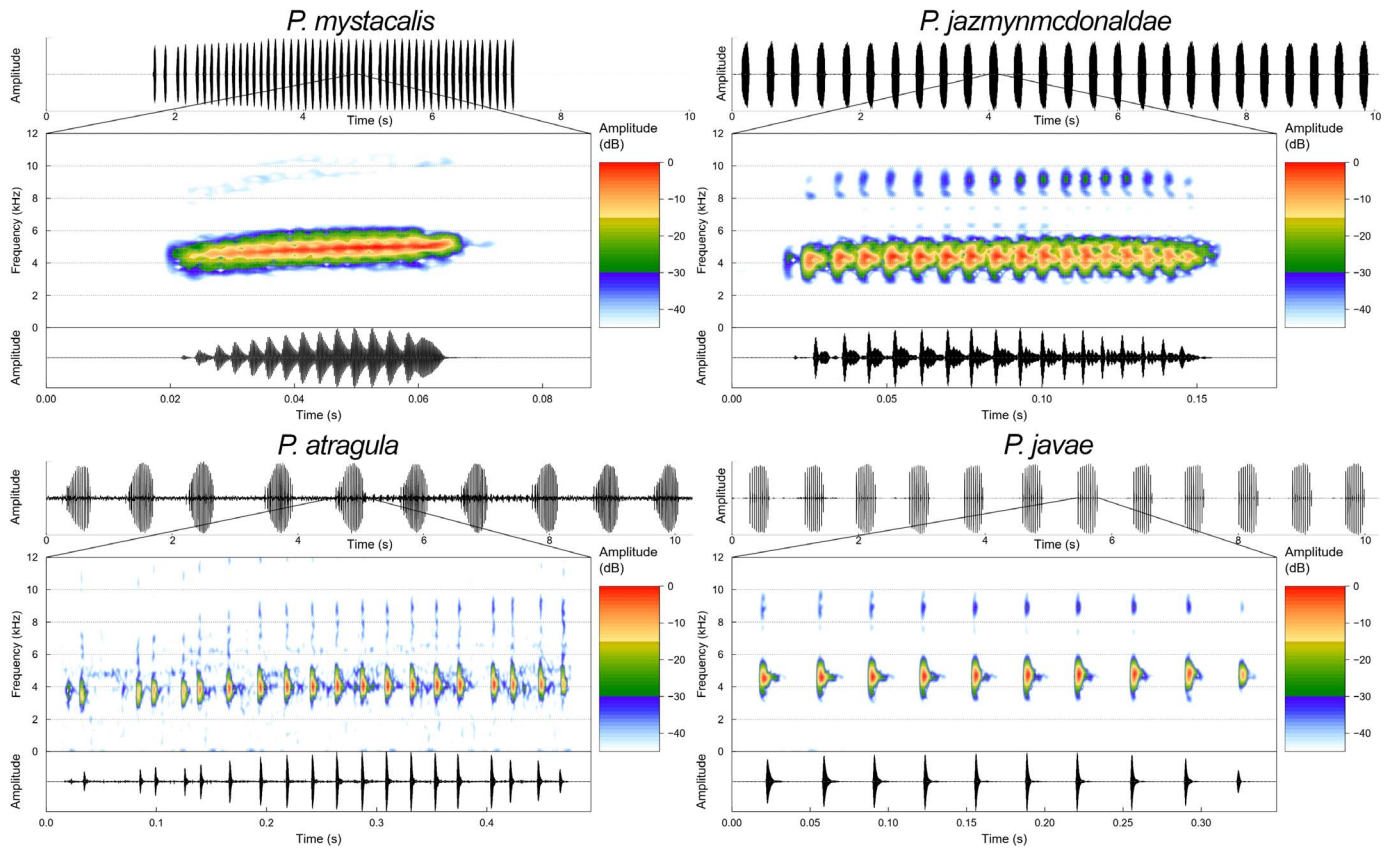 P. mystacalis
Amplitude
0 2 4 6 8 10
Time (s)
Amplitude
(dB)
12
10
8
6
4
2
0
Frequency (kHz)
0
−10
−20
−30
−40
Amplitude
0.00 0.02 0.04 0.06 0.08
Time (s)
P. jazmynmcdonaldae
Amplitude
0 2 4 6 8 10
Time (s)
Amplitude
(dB)
12
10
8
6
4
2
0
Frequency (kHz)
0
−10
−20
−30
−40
Amplitude
0.00 0.05 0.10 0.15
Time (s)
P. atragula
Amplitude
0 2 4 6 8 10
Time (s)
Amplitude
(dB)
12
10
8
6
4
2
0
Frequency (kHz)
0
−10
−20
−30
−40
Amplitude
0.0 0.1 0.2 0.3 0.4
Time (s)
P. javae
Amplitude
0 2 4 6 8 10
Time (s)
Amplitude
(dB)
12
10
8
6
4
2
0
Frequency (kHz)
0
−10
−20
−30
−40
Amplitude
0.00 0.05 0.10 0.15 0.20 0.25 0.30
Time (s)